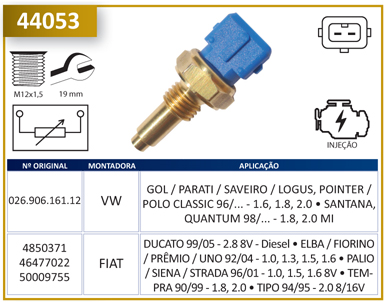 44053
M12x1,5
19 mm
INJEÇÃO
Nº ORIGINAL
MONTADORA
APLICAÇÃO
026.906.161.12
VW
GOL / PARATI / SAVEIRO / LOGUS, POINTER /
POLO CLASSIC 96/... - 1.6, 1.8, 2.0 • SANTANA,
QUANTUM 98/... - 1.8, 2.0 MI
4850371
46477022
50009755
FIAT
DUCATO 99/05 - 2.8 8V - Diesel • ELBA / FIORINO
/ PRÊMIO / UNO 92/04 - 1.0, 1.3, 1.5, 1.6 • PALIO
/ SIENA / STRADA 96/01 - 1.0, 1.5, 1.6 8V • TEM-
PRA 90/99 - 1.8, 2.0 • TIPO 94/95 - 2.0 8/16V